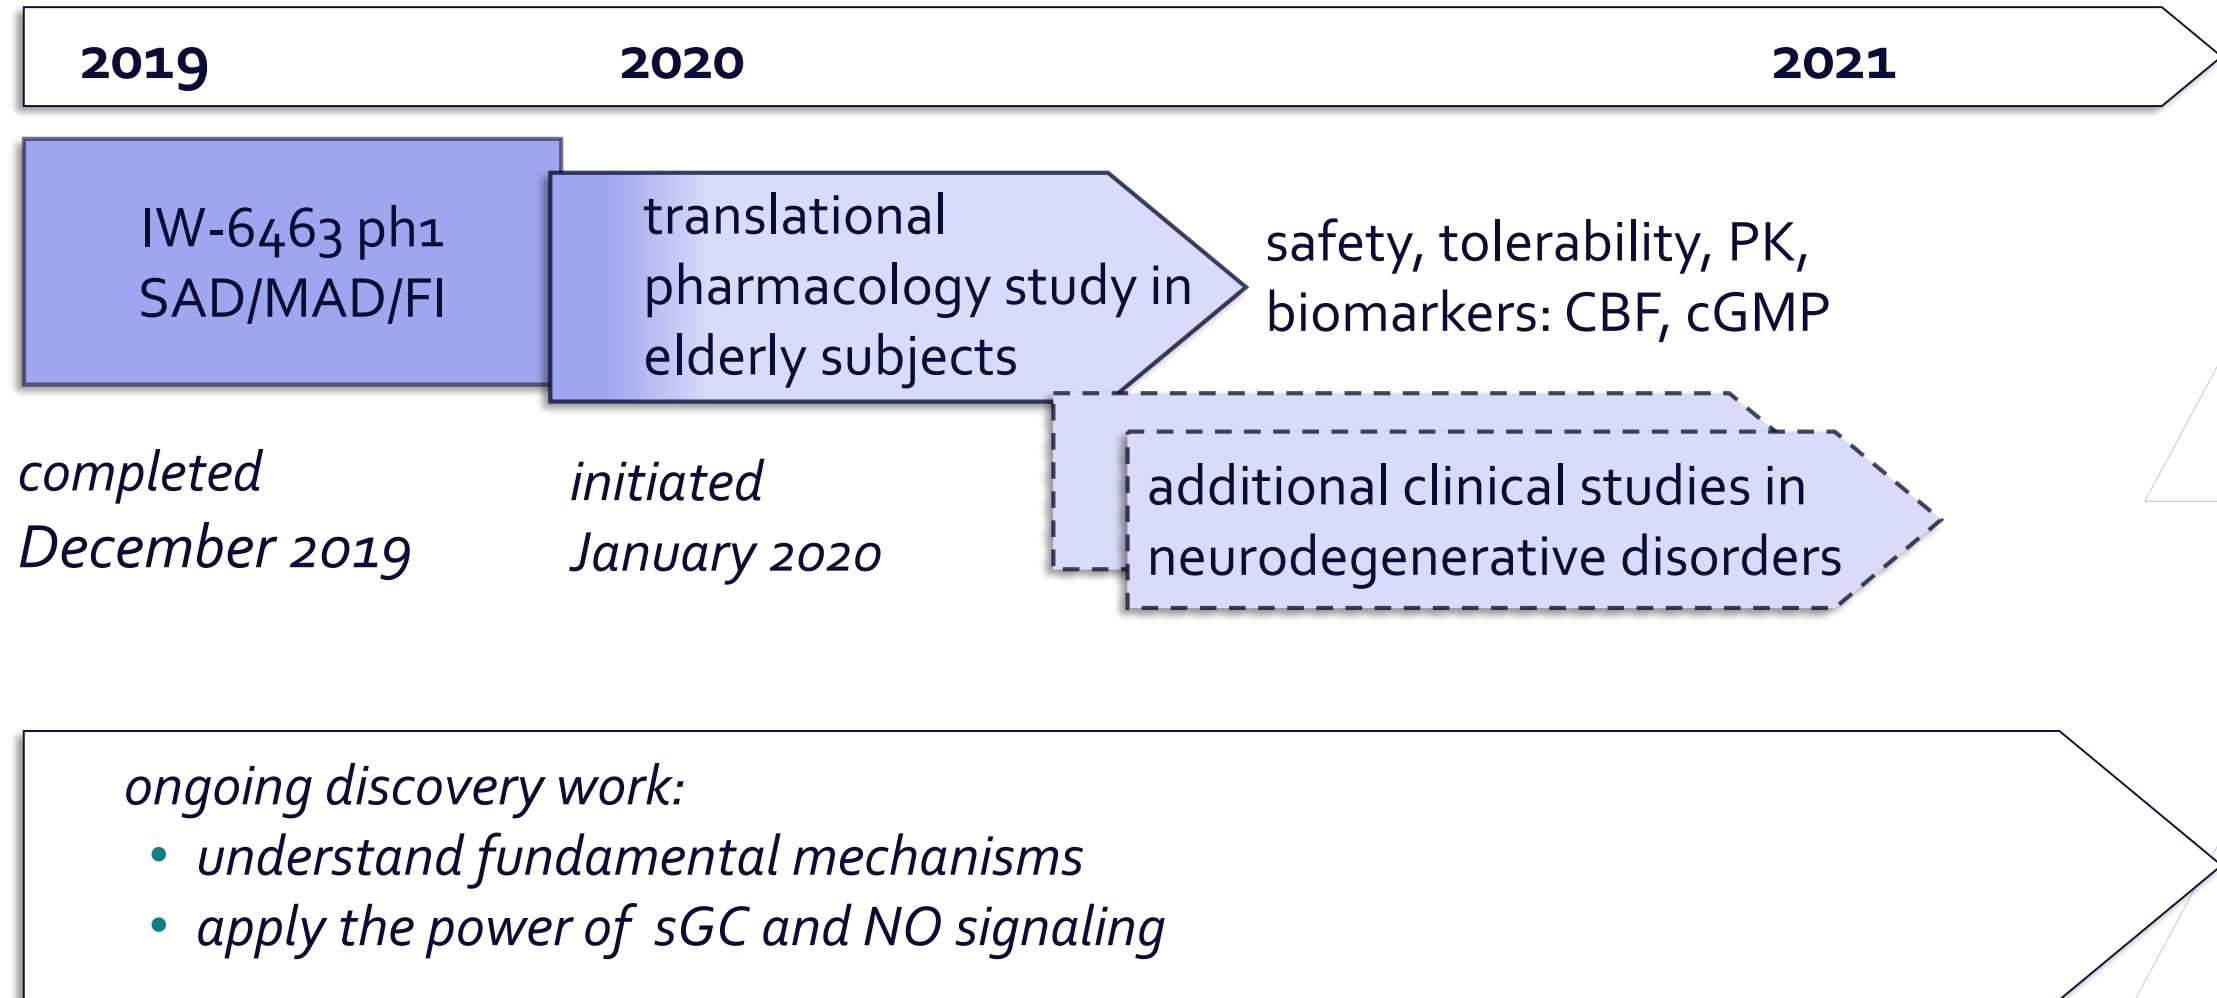 2019 2020 2021
IW-6463 ph1
SAD/MAD/FI
translational
pharmacology study in
elderly subjects
safety, tolerability, PK,
biomarkers: CBF, cGMP
completed
December 2019
initiated
January 2020
additional clinical studies in
neurodegenerative disorders
ongoing discovery work:
• understand fundamental mechanisms
• apply the power of sGC and NO signaling